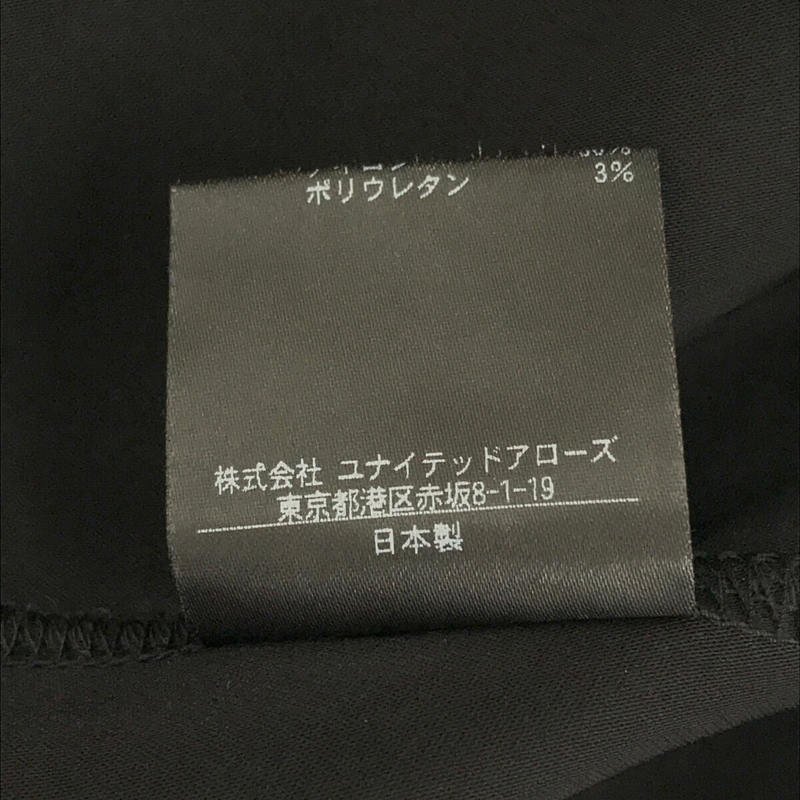 ポリウレタン 3%
株式会社 ユナイテッドアローズ
東京都港区赤坂8-1-19
日本製